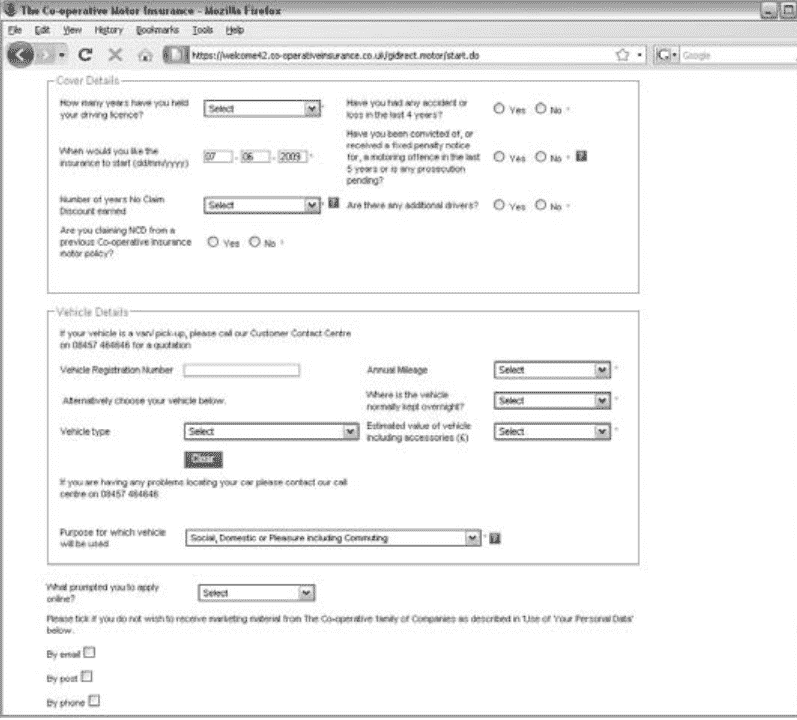 The Co-operative Motor Insurance - Mozilla Firefox
File Edit View History Bookmarks Tools Help
https://welcome42.co-operativeinsurance.co.uk/gidirect.motor/start.do
Google
Cover Details
How many years have you held
your driving licence?
Select
*
Have you had any accident or
loss in the last 4 years?
Yes No *
When would you like the
insurance to start (dd/mm/yyyy)
07 - 06 - 2009 *
Have you been convicted of, or
received a fixed penalty notice
for, a motoring offence in the last
5 years or is any prosecution
pending?
Yes No * ?
Number of years No Claim
Discount earned
Select
* ?
Are there any additional drivers?
Yes No *
Are you claiming NCD from a
previous Co-operative Insurance
motor policy?
Yes No *
Vehicle Details
If your vehicle is a van/ pick-up, please call our Customer Contact Centre
on 08457 464646 for a quotation
Vehicle Registration Number
Annual Mileage
Select
*
Alternatively choose your vehicle below.
Where is the vehicle
normally kept overnight?
Select
*
Vehicle type
Select
Estimated value of vehicle
including accessories (£)
Select
*
Clear
If you are having any problems locating your car please contact our call
centre on 08457 464646
Purpose for which vehicle
will be used
Social, Domestic or Pleasure including Commuting
* ?
What prompted you to apply
online?
Select
Please tick if you do not wish to receive marketing material from The Co-operative family of Companies as described in 'Use of Your Personal Data'
below.
By email
By post
By phone